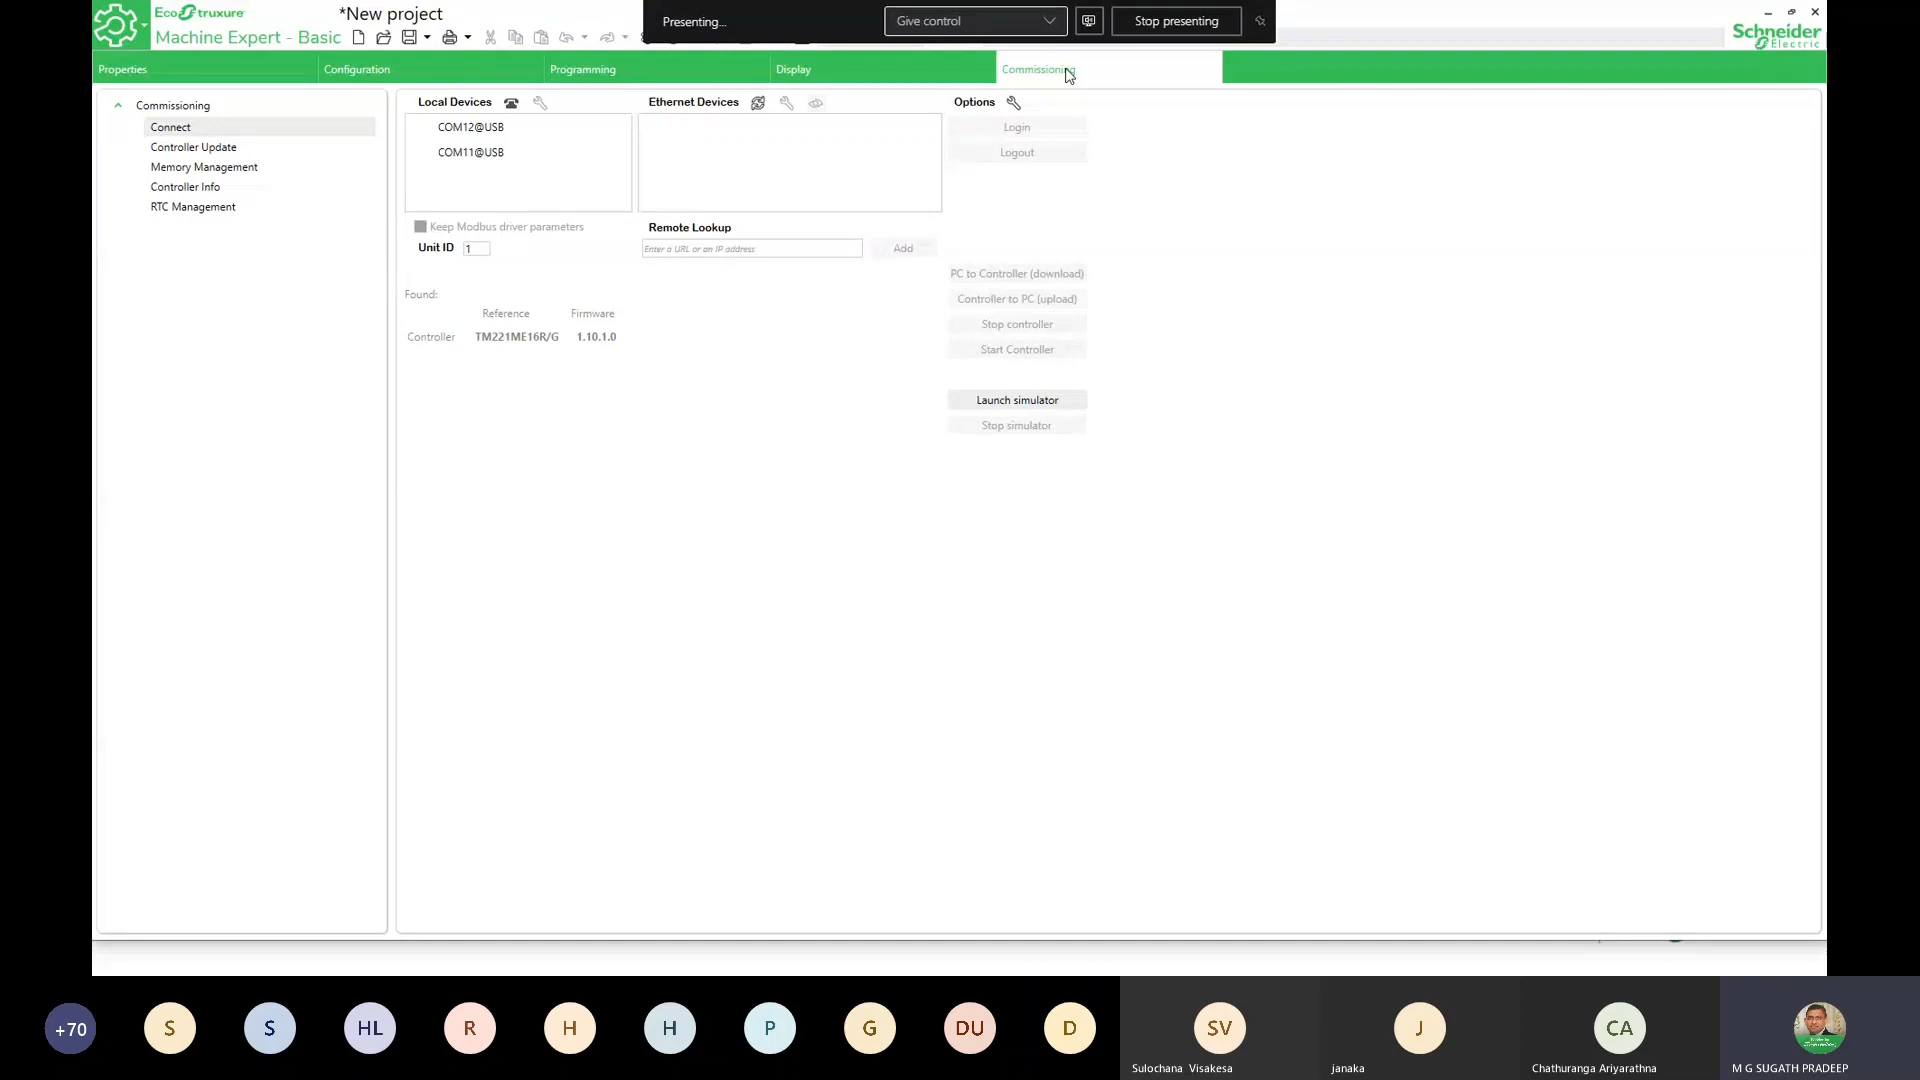 EcoStruxure
Machine Expert - Basic
*New project
Presenting...
Give control
Stop presenting
Schneider
Electric
Properties
Configuration
Programming
Display
Commissioning
Commissioning
Connect
Controller Update
Memory Management
Controller Info
RTC Management
Local Devices
Ethernet Devices
Options
COM12@USB
COM11@USB
Login
Logout
Keep Modbus driver parameters
Unit ID 1
Remote Lookup
Enter a URL or an IP address
Add
Found:
Reference Firmware
Controller TM221ME16R/G 1.10.1.0
PC to Controller (download)
Controller to PC (upload)
Stop controller
Start Controller
Launch simulator
Stop simulator
+70
S
S
HL
R
H
H
P
G
DU
D
SV
J
CA
Sulochana Visakesa
janaka
Chathuranga Ariyarathna
M G SUGATH PRADEEP